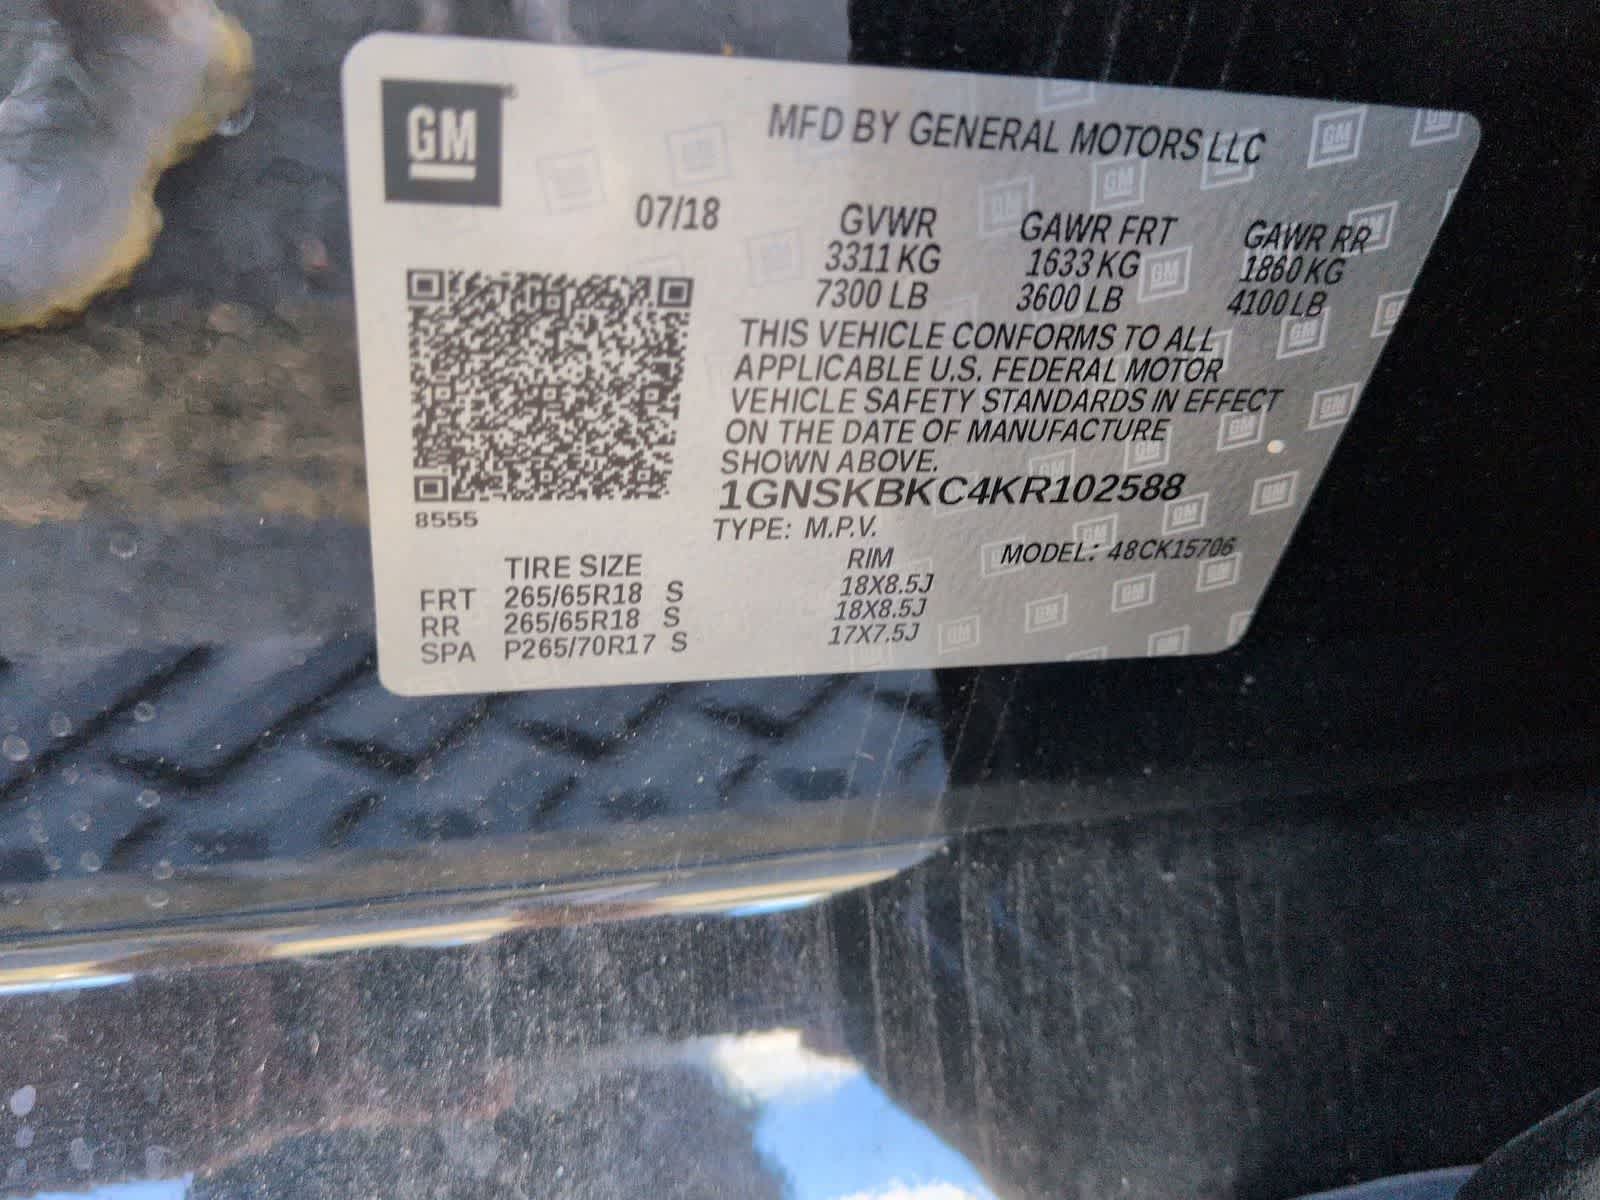 GM
MFD BY GENERAL MOTORS LLC
07/18
GVWR GAWR FRT GAWR RR
3311 KG 1633 KG 1860 KG
7300 LB 3600 LB 4100 LB
THIS VEHICLE CONFORMS TO ALL
APPLICABLE U.S. FEDERAL MOTOR
VEHICLE SAFETY STANDARDS IN EFFECT
ON THE DATE OF MANUFACTURE
SHOWN ABOVE.
1GNSKBKC4KR102588
8555
TYPE: M.P.V.
MODEL: 48CK15706
TIRE SIZE RIM
FRT 265/65R18 S 18X8.5J
RR 265/65R18 S 18X8.5J
SPA P265/70R17 S 17X7.5J